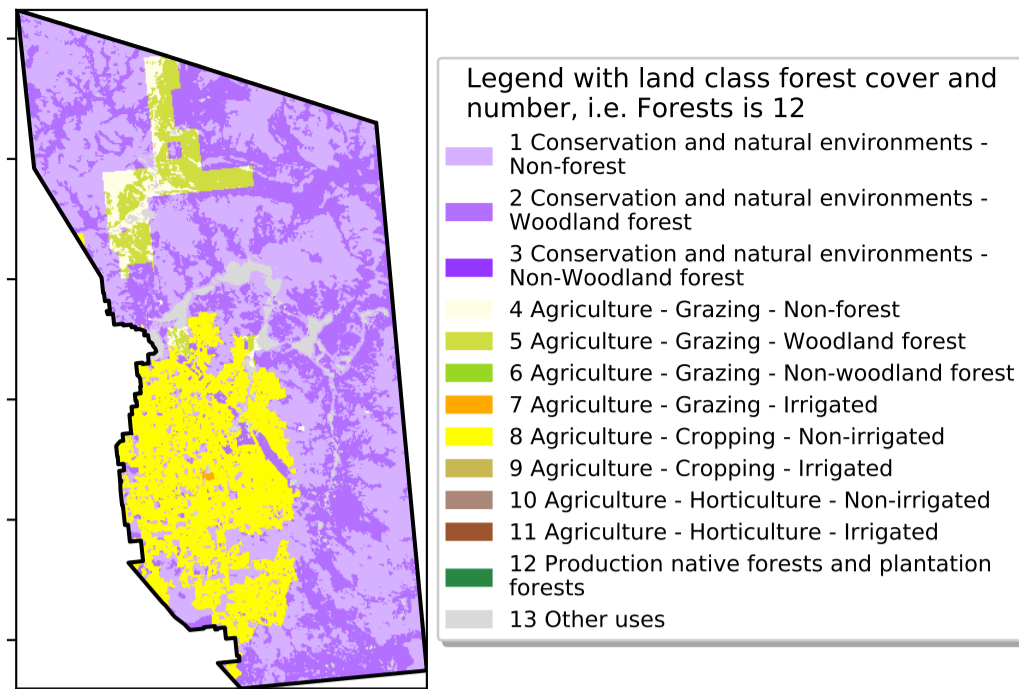 Legend with land class forest cover and
number, i.e. Forests is 12
1 Conservation and natural environments -
Non-forest
2 Conservation and natural environments -
Woodland forest
3 Conservation and natural environments -
Non-Woodland forest
4 Agriculture - Grazing - Non-forest
5 Agriculture - Grazing - Woodland forest
6 Agriculture - Grazing - Non-woodland forest
7 Agriculture - Grazing - Irrigated
8 Agriculture - Cropping - Non-irrigated
9 Agriculture - Cropping - Irrigated
10 Agriculture - Horticulture - Non-irrigated
11 Agriculture - Horticulture - Irrigated
12 Production native forests and plantation
forests
13 Other uses